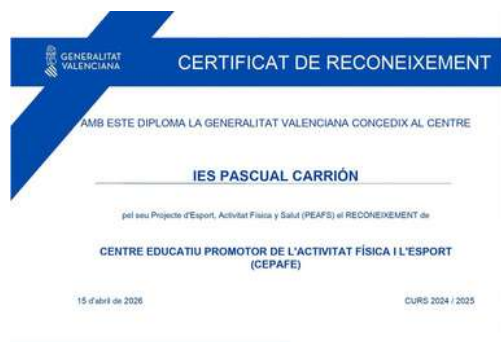 GENERALITAT
VALENCIANA
CERTIFICAT DE RECONEIXEMENT
AMB ESTE DIPLOMA LA GENERALITAT VALENCIANA CONCEDIX AL CENTRE
IES PASCUAL CARRIÓN
pel seu Projecte d'Esport, Activitat Física y Salut (PEAFS) el RECONEIXEMENT de
CENTRE EDUCATIU PROMOTOR DE L'ACTIVITAT FÍSICA I L'ESPORT
(CEPAFE)
15 d'abril de 2026
CURS 2024 / 2025